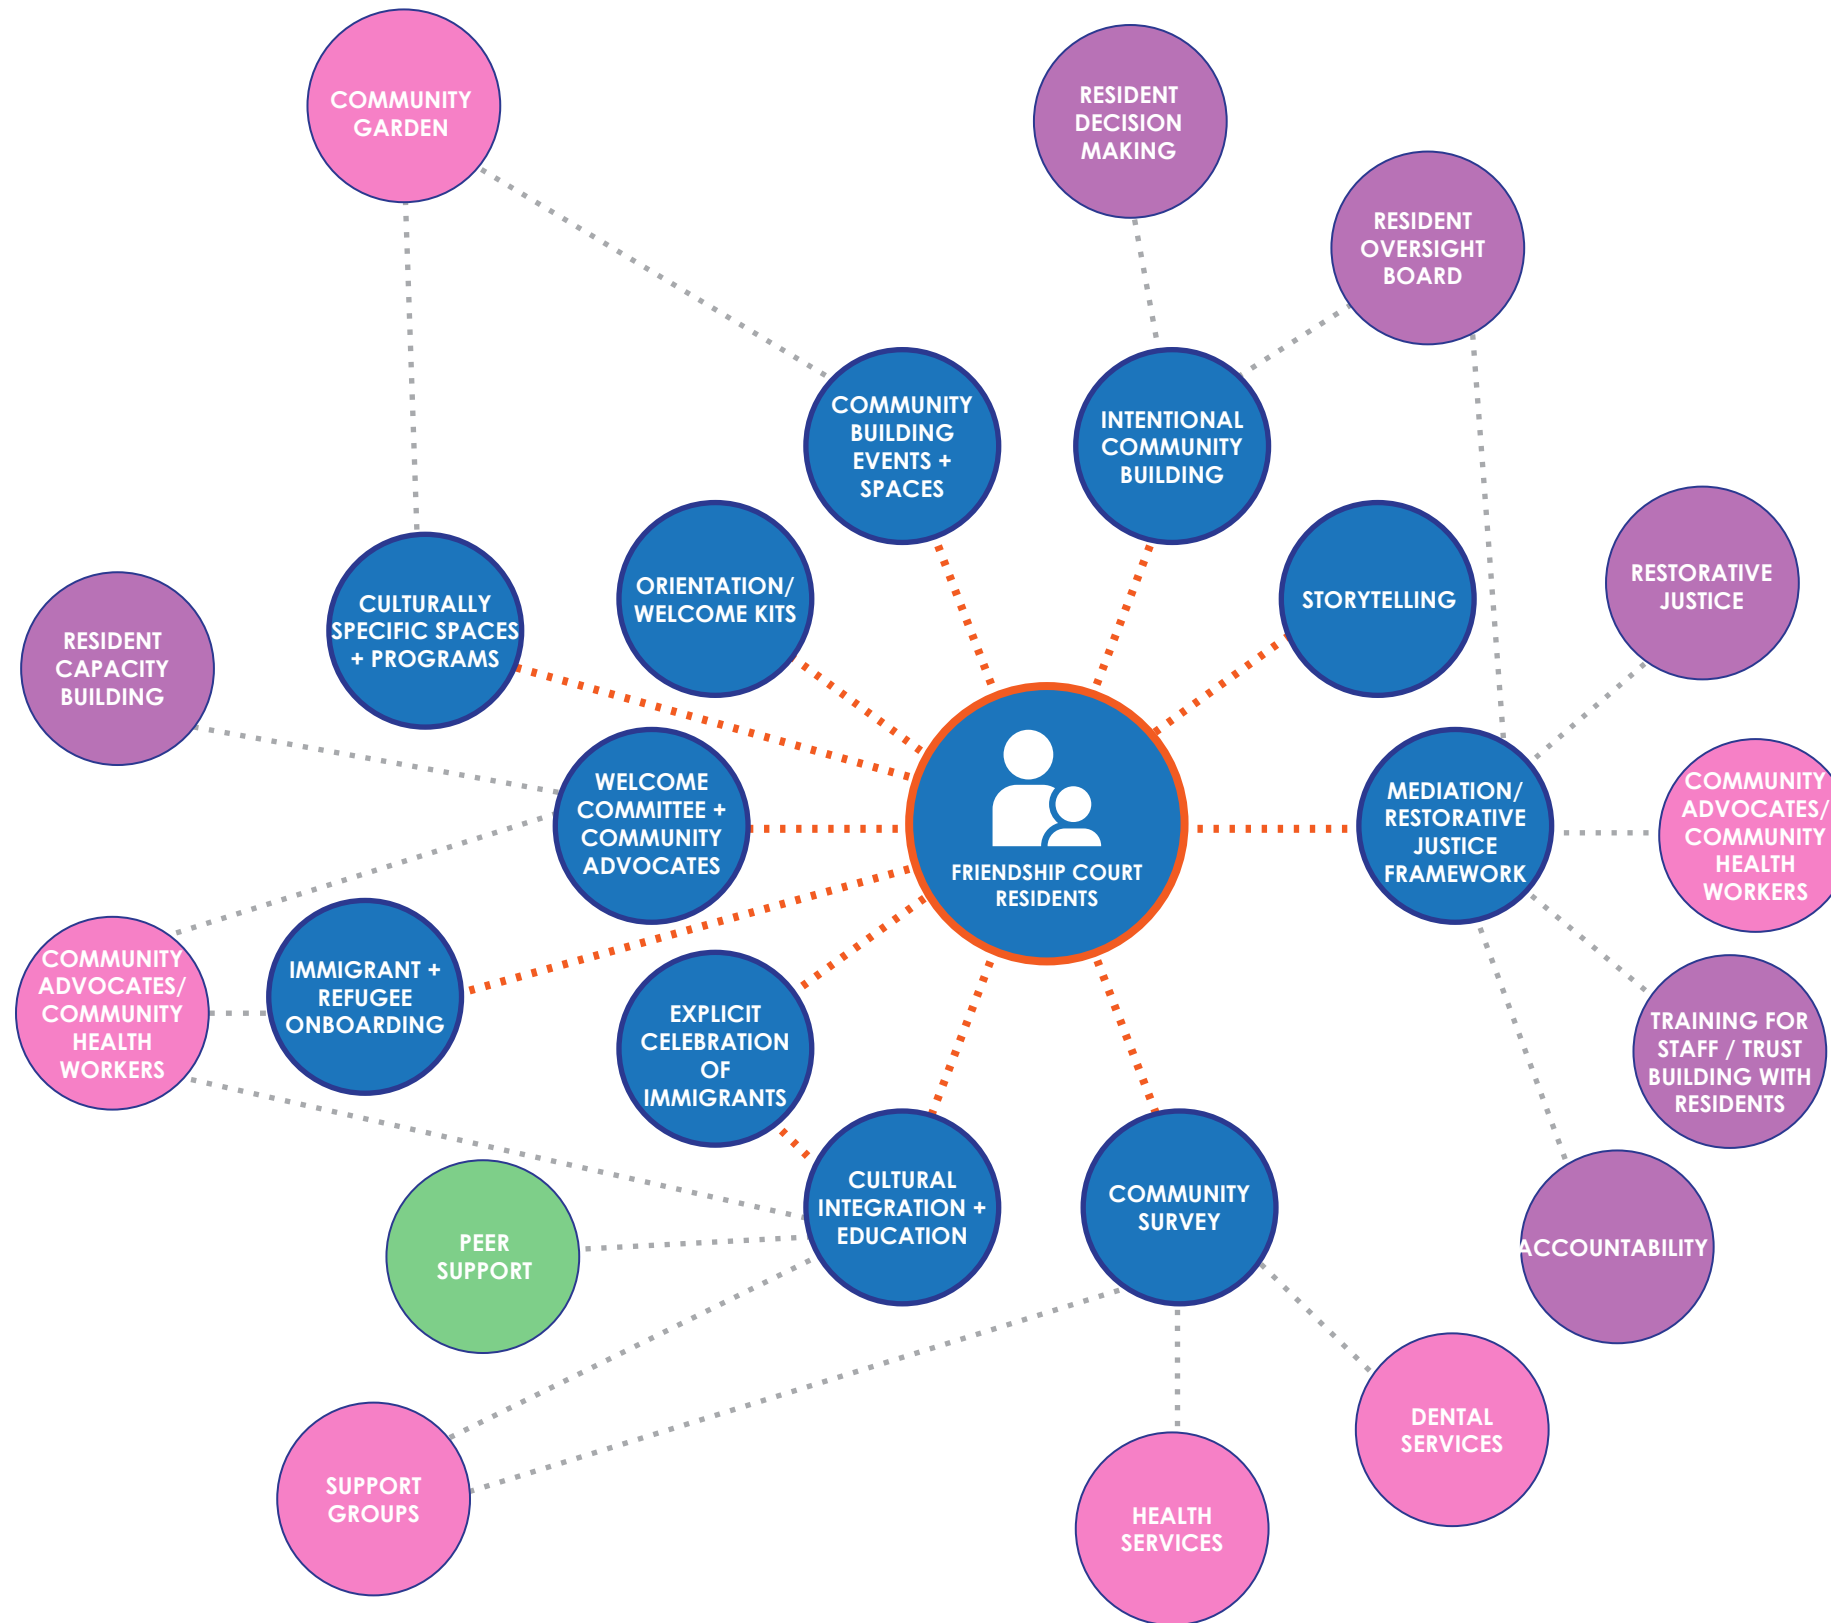 COMMUNITY
GARDEN
RESIDENT
DECISION
MAKING
RESIDENT
OVERSIGHT
BOARD
COMMUNITY
BUILDING
EVENTS +
SPACES
INTENTIONAL
COMMUNITY
BUILDING
ORIENTATION/
WELCOME KITS
STORYTELLING
RESTORATIVE
JUSTICE
CULTURALLY
SPECIFIC SPACES
+ PROGRAMS
RESIDENT
CAPACITY
BUILDING
WELCOME
COMMITTEE +
COMMUNITY
ADVOCATES
FRIENDSHIP COURT
RESIDENTS
MEDIATION/
RESTORATIVE
JUSTICE
FRAMEWORK
COMMUNITY
ADVOCATES/
COMMUNITY
HEALTH
WORKERS
COMMUNITY
ADVOCATES/
COMMUNITY
HEALTH
WORKERS
IMMIGRANT +
REFUGEE
ONBOARDING
EXPLICIT
CELEBRATION
OF
IMMIGRANTS
TRAINING FOR
STAFF / TRUST
BUILDING WITH
RESIDENTS
CULTURAL
INTEGRATION +
EDUCATION
COMMUNITY
SURVEY
PEER
SUPPORT
ACCOUNTABILITY
DENTAL
SERVICES
SUPPORT
GROUPS
HEALTH
SERVICES